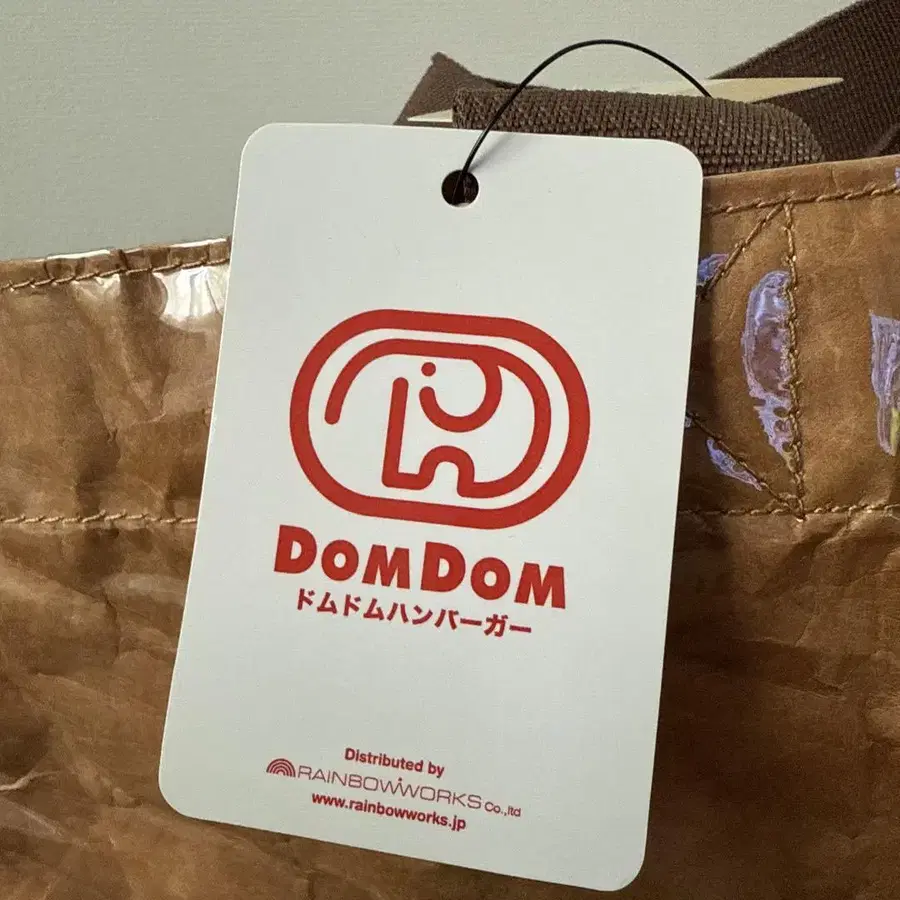 DOMDOM
ドムドムハンバーガー
Distributed by
RAINBOWWORKS Co.,ltd
www.rainbowworks.jp